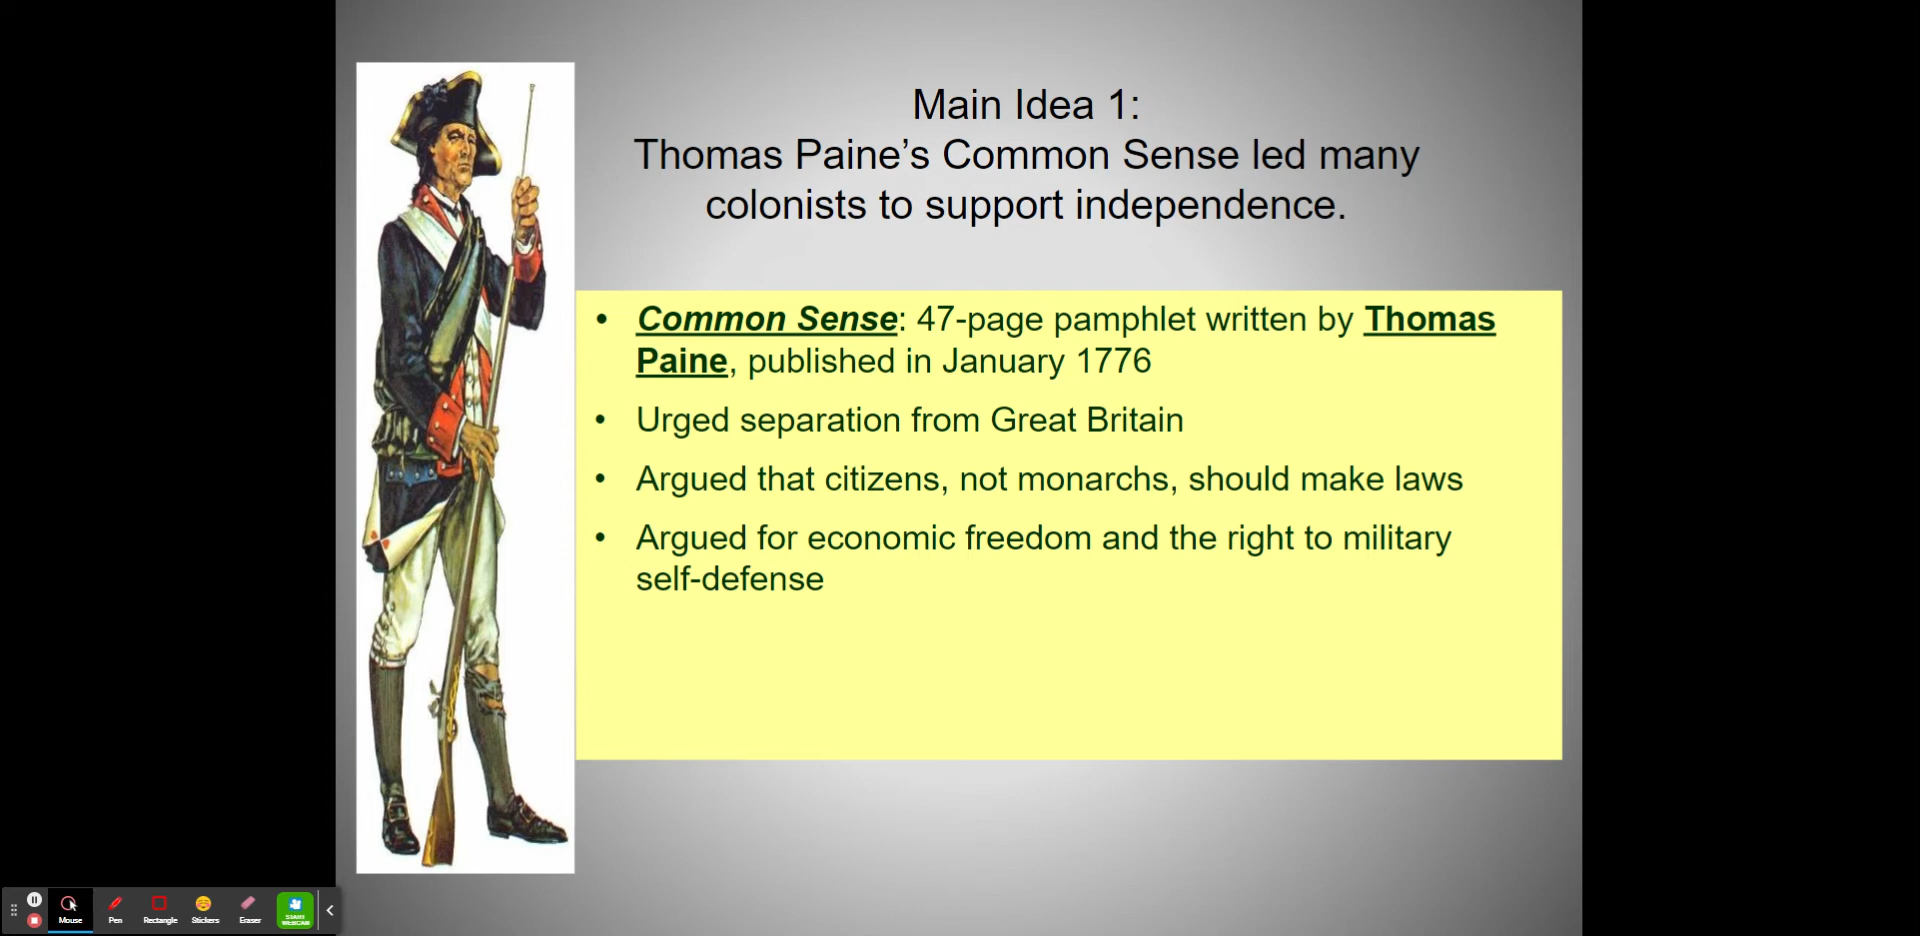 Main Idea 1:
Thomas Paine’s Common Sense led many
colonists to support independence.
• Common Sense: 47-page pamphlet written by Thomas
Paine, published in January 1776
• Urged separation from Great Britain
• Argued that citizens, not monarchs, should make laws
• Argued for economic freedom and the right to military
self-defense
Mouse Pen Rectangle Stickers Eraser START
WEBCAM